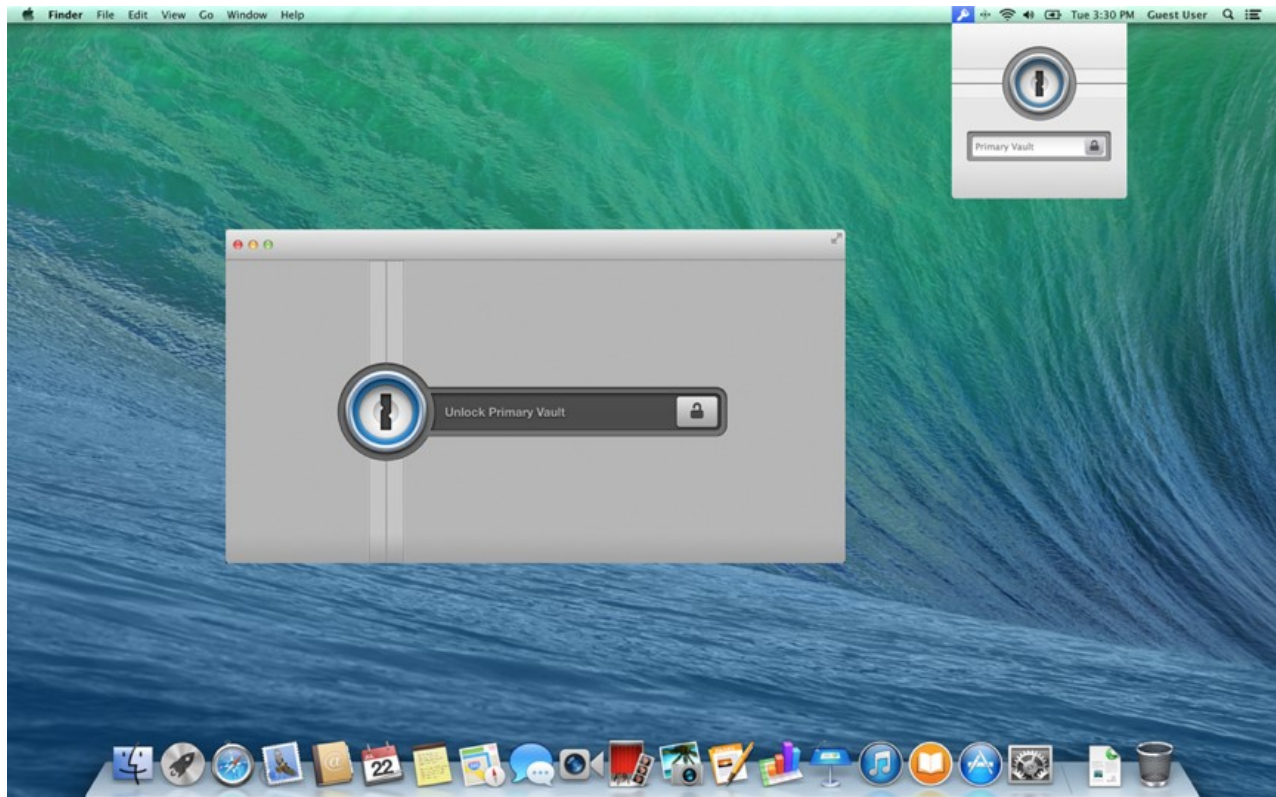 Finder File Edit View Go Window Help Tue 3:30 PM Guest User
Primary Vault
Unlock Primary Vault
22